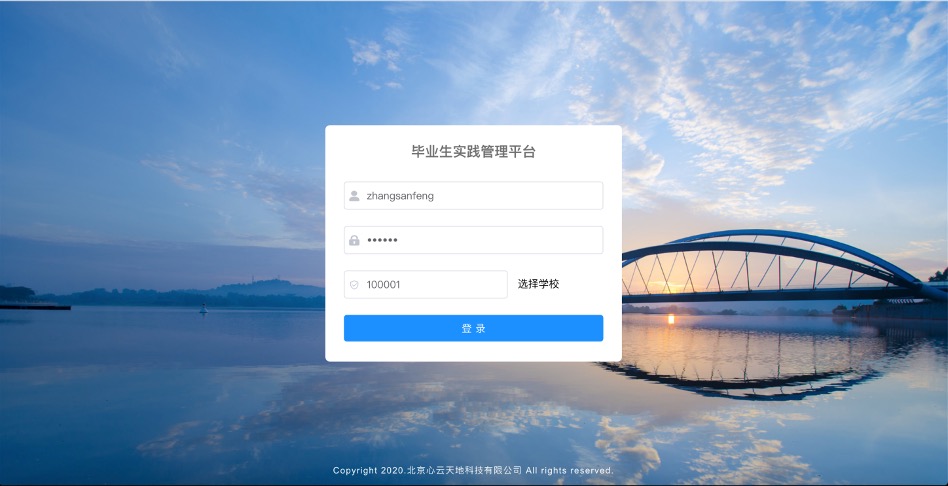 毕业生实践管理平台
zhangsanfeng
••••••
100001 选择学校
登 录
Copyright 2020.北京心云天地科技有限公司 All rights reserved.